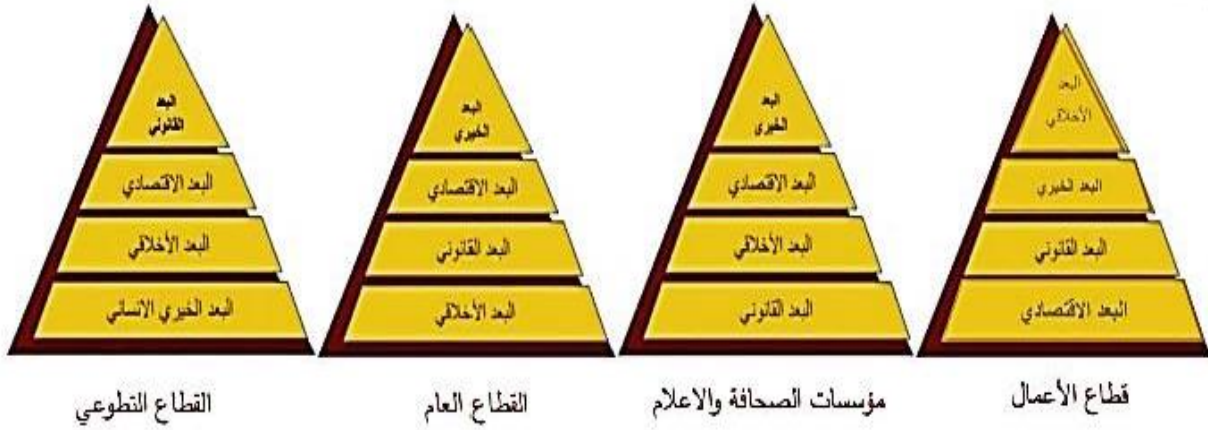 البعد
الأخلاقي
البعد الخيري
البعد القانوني
البعد الاقتصادي
قطاع الأعمال
البعد
الخيري
البعد الاقتصادي
البعد الأخلاقي
البعد القانوني
مؤسسات الصحافة والاعلام
البعد
الخيري
البعد الاقتصادي
البعد القانوني
البعد الأخلاقي
القطاع العام
البعد
القانوني
البعد الاقتصادي
البعد الأخلاقي
البعد الخيري الانساني
القطاع التطوعي